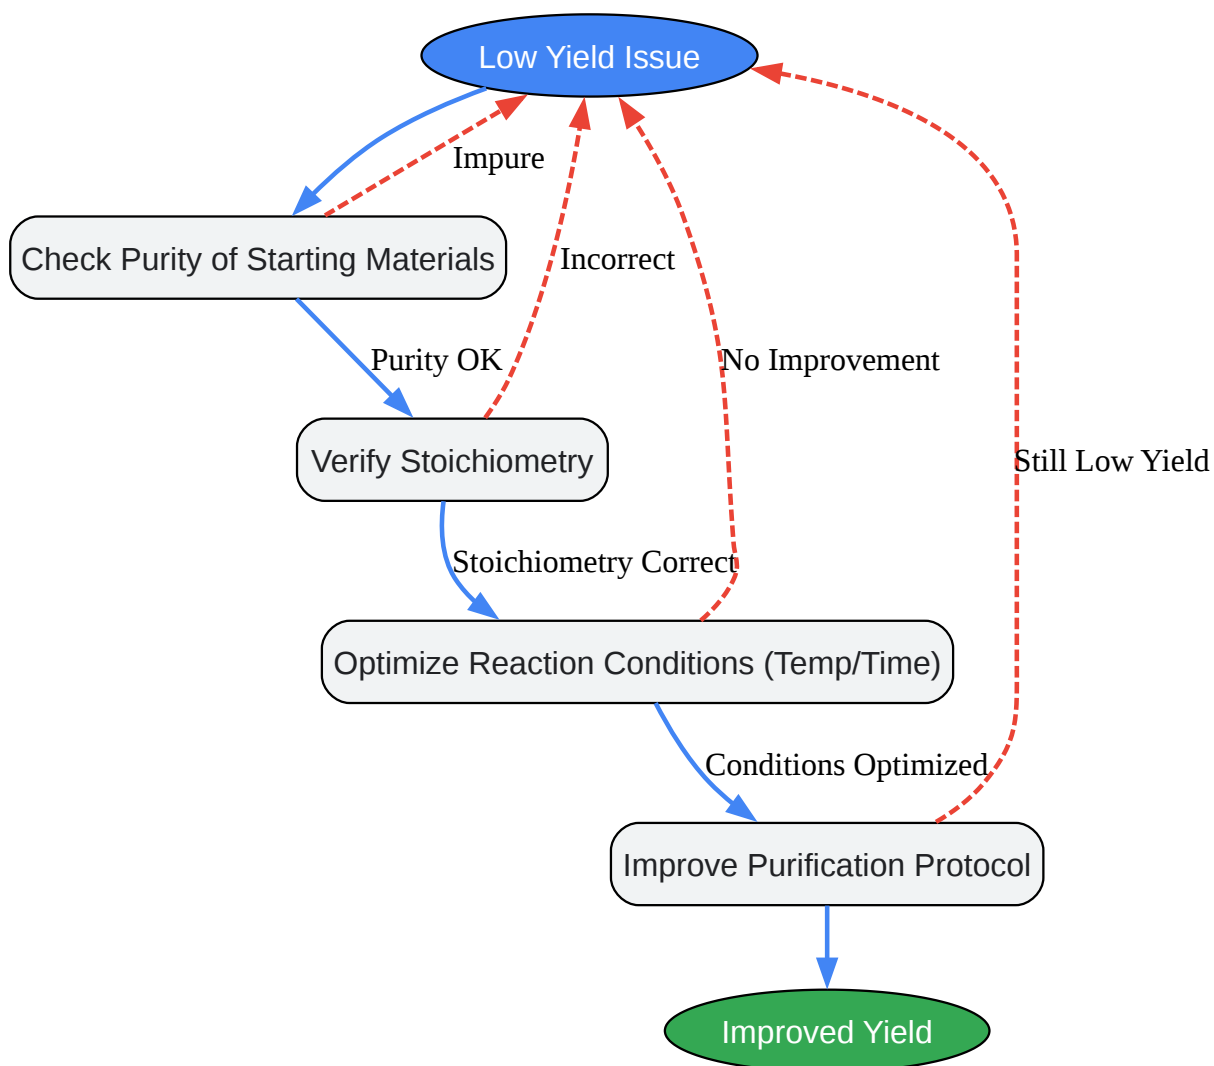 Low Yield Issue
Impure
Check Purity of Starting Materials
Incorrect
Purity OK
No Improvement
Verify Stoichiometry
Still Low Yield
Stoichiometry Correct
Optimize Reaction Conditions (Temp/Time)
Conditions Optimized
Improve Purification Protocol
Improved Yield